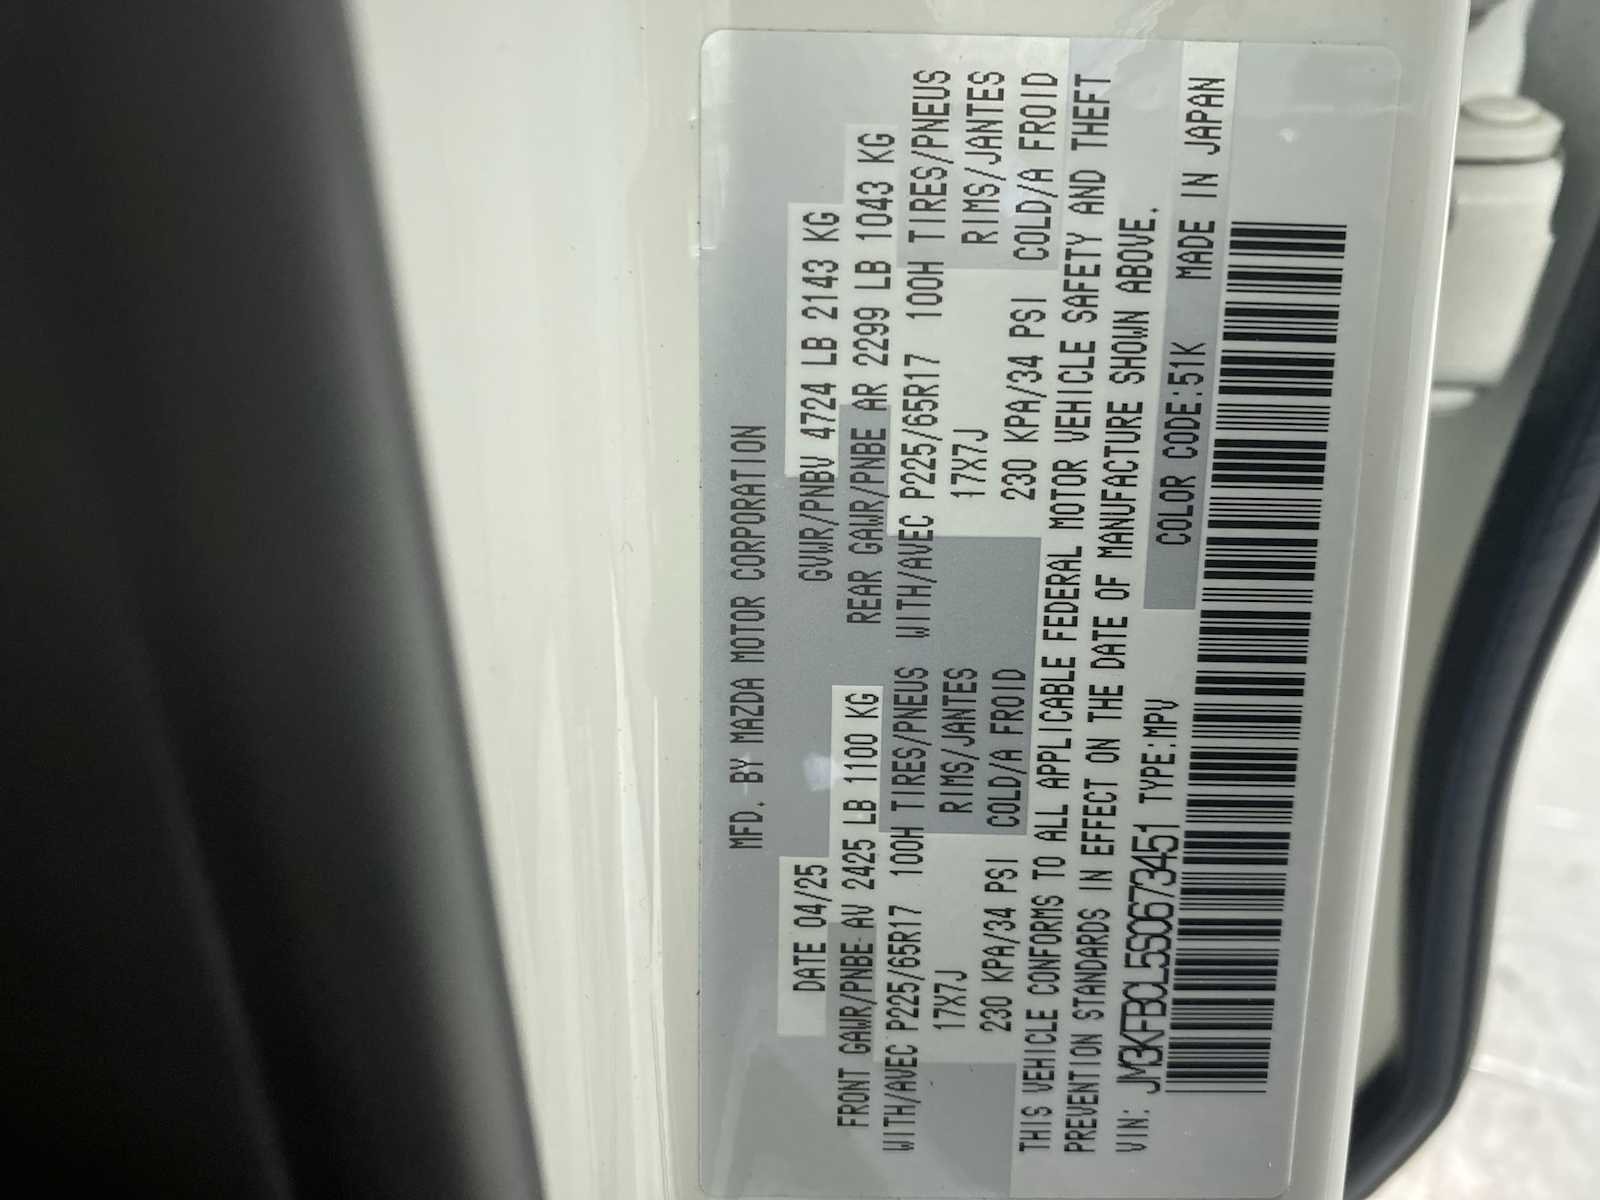 MFD. BY MAZDA MOTOR CORPORATION
DATE 04/25 GVWR/PNBV 4724 LB 2143 KG
FRONT GAWR/PNBE AV 2425 LB 1100 KG REAR GAWR/PNBE AR 2299 LB 1043 KG
WITH/AVEC P225/65R17 100H TIRES/PNEUS WITH/AVEC P225/65R17 100H TIRES/PNEUS
17X7J RIMS/JANTES 17X7J RIMS/JANTES
230 KPA/34 PSI COLD/A FROID 230 KPA/34 PSI COLD/A FROID
THIS VEHICLE CONFORMS TO ALL APPLICABLE FEDERAL MOTOR VEHICLE SAFETY AND THEFT
PREVENTION STANDARDS IN EFFECT ON THE DATE OF MANUFACTURE SHOWN ABOVE.
VIN: JM3KFBCL5S0673451 TYPE:MPV COLOR CODE:51K MADE IN JAPAN